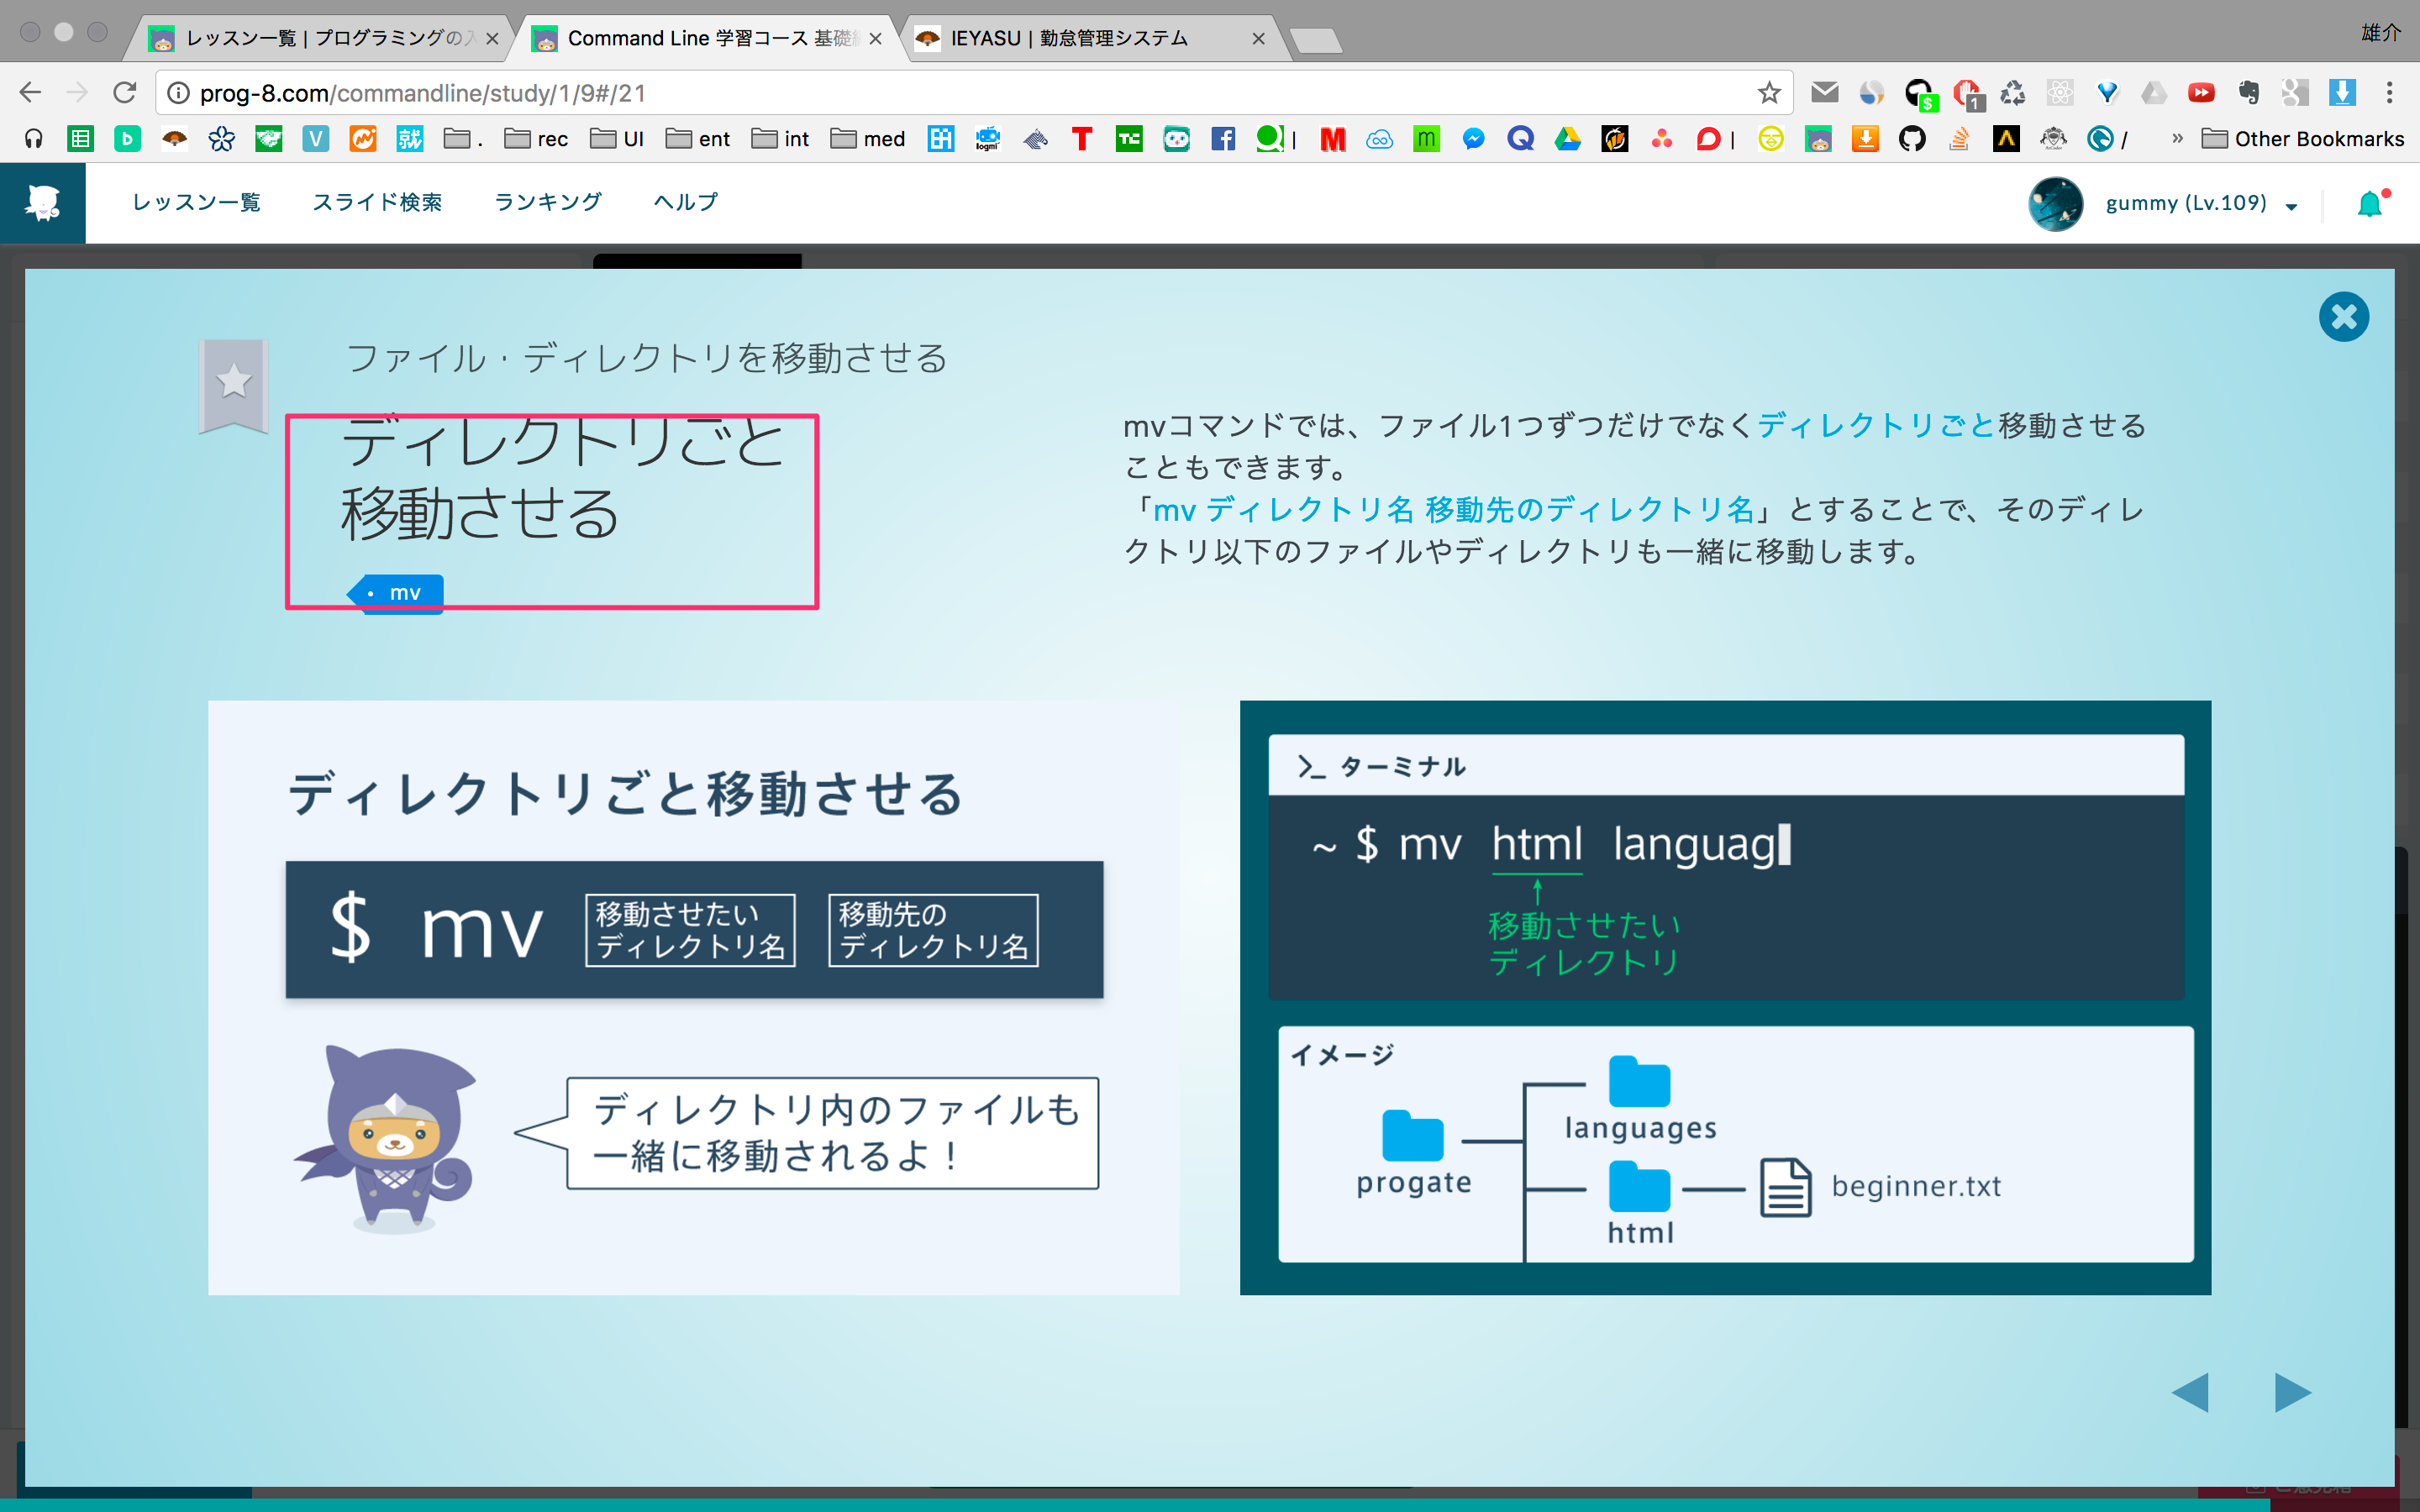 レッスン一覧 | プログラミングの入
Command Line 学習コース 基礎編
IEYASU | 勤怠管理システム
雄介
prog-8.com/commandline/study/1/9#/21
.
rec
UI
ent
int
med
Other Bookmarks
レッスン一覧
スライド検索
ランキング
ヘルプ
gummy (Lv.109)
ファイル・ディレクトリを移動させる
ディレクトリごと
移動させる
mv
mvコマンドでは、ファイル1つずつだけでなくディレクトリごと移動させる
こともできます。
「mv ディレクトリ名 移動先のディレクトリ名」とすることで、そのディレ
クトリ以下のファイルやディレクトリも一緒に移動します。
ディレクトリごと移動させる
$ mv 移動させたい 移動先の
ディレクトリ名 ディレクトリ名
ディレクトリ内のファイルも
一緒に移動されるよ！
ターミナル
~ $ mv html languag
移動させたい
ディレクトリ
イメージ
languages
progate
beginner.txt
html